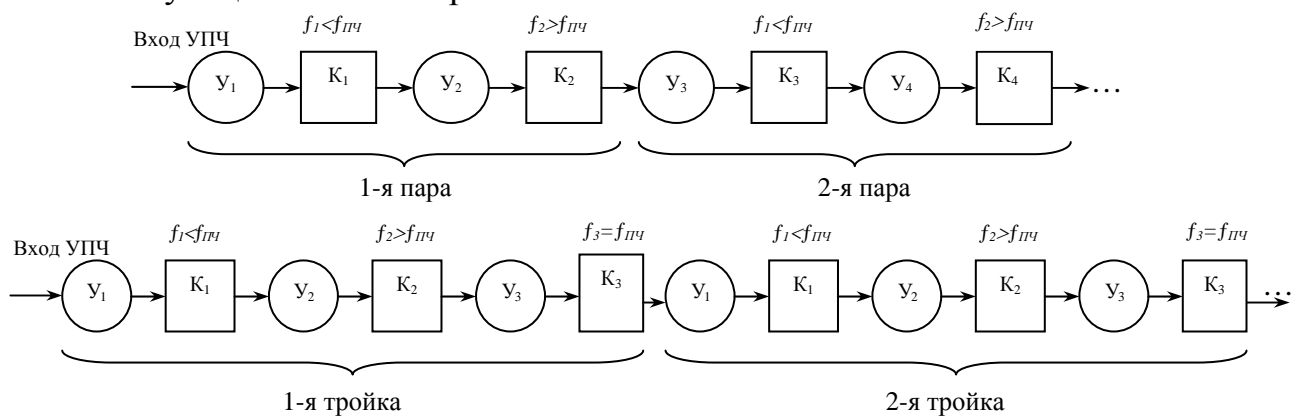 f₁<fПЧ f₂>fПЧ f₁<fПЧ f₂>fПЧ
Вход УПЧ
У₁ К₁ У₂ К₂ У₃ К₃ У₄ К₄ ...
1-я пара 2-я пара
f₁<fПЧ f₂>fПЧ f₃=fПЧ f₁<fПЧ f₂>fПЧ f₃=fПЧ
Вход УПЧ
У₁ К₁ У₂ К₂ У₃ К₃ У₁ К₁ У₂ К₂ У₃ К₃ ...
1-я тройка 2-я тройка